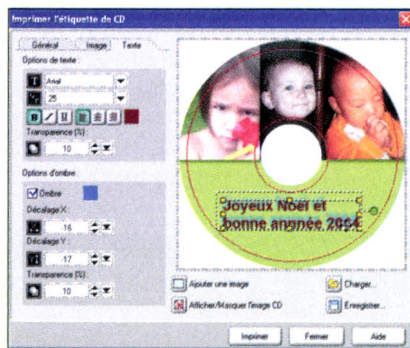 Imprimer l'étiquette de CD
Général
Image
Texte
Options de texte :
Arial
25
B I U
Transparence (%) :
10
Options d'ombre :
Ombre
Décalage X :
-16
Décalage Y :
-17
Transparence (%) :
10
Joyeux Noël et
bonne annnée 2004
Ajouter une image
Charger...
Afficher/Masquer l'image CD
Enregistrer...
Imprimer
Fermer
Aide